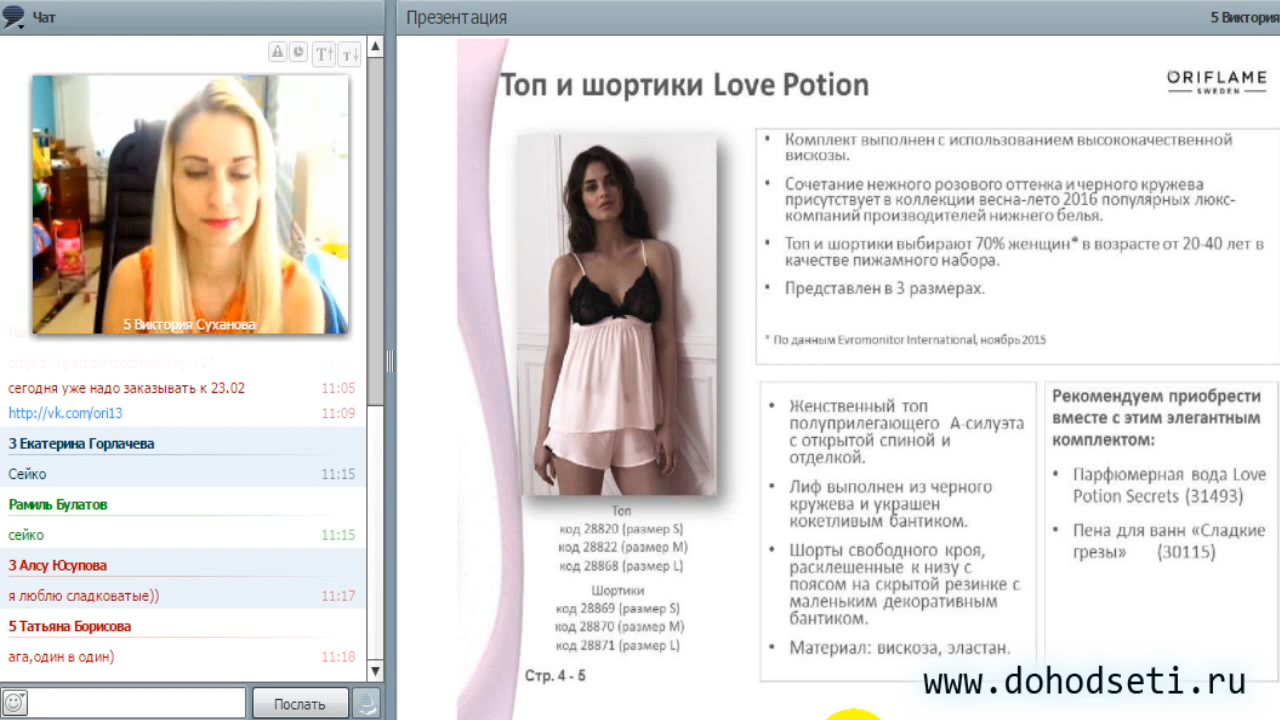 Чат
5 Виктория Суханова
сегодня уже надо заказывать к 23.02 11:05
http://vk.com/ori13 11:09
3 Екатерина Горлачева
Сейко 11:15
Рамиль Булатов
сейко 11:15
3 Алсу Юсупова
я люблю сладковатые)) 11:17
5 Татьяна Борисова
ага,один в один) 11:18
Послать
Презентация
5 Виктория
Топ и шортики Love Potion
ORIFLAME
SWEDEN
• Комплект выполнен с использованием высококачественной
вискозы.
• Сочетание нежного розового оттенка и черного кружева
присутствует в коллекции весна-лето 2016 популярных люкс-
компаний производителей нижнего белья.
• Топ и шортики выбирают 70% женщин* в возрасте от 20-40 лет в
качестве пижамного набора.
• Представлен в 3 размерах.
* По данным Evromonitor International, ноябрь 2015
Топ
код 28820 (размер S)
код 28822 (размер M)
код 28868 (размер L)
Шортики
код 28869 (размер S)
код 28870 (размер M)
код 28871 (размер L)
Стр. 4 - 5
• Женственный топ
полуприлегающего А-силуэта
с открытой спиной и
отделкой.
• Лиф выполнен из черного
кружева и украшен
кокетливым бантиком.
• Шорты свободного кроя,
расклешенные к низу с
поясом на скрытой резинке с
маленьким декоративным
бантиком.
• Материал: вискоза, эластан.
Рекомендуем приобрести
вместе с этим элегантным
комплектом:
• Парфюмерная вода Love
Potion Secrets (31493)
• Пена для ванн «Сладкие
грезы» (30115)
www.dohodseti.ru